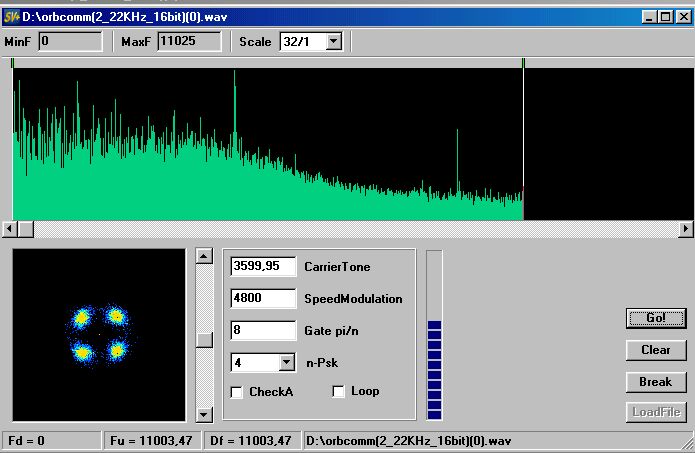 SV+ D:\orbcomm(2_22KHz_16bit)(0).wav
MinF 0 MaxF 11025 Scale 32/1
3599,95 CarrierTone
4800 SpeedModulation
8 Gate pi/n
4 n-Psk
CheckA Loop
Go!
Clear
Break
LoadFile
Fd = 0 Fu = 11003,47 Df = 11003,47 D:\orbcomm(2_22KHz_16bit)(0).wav